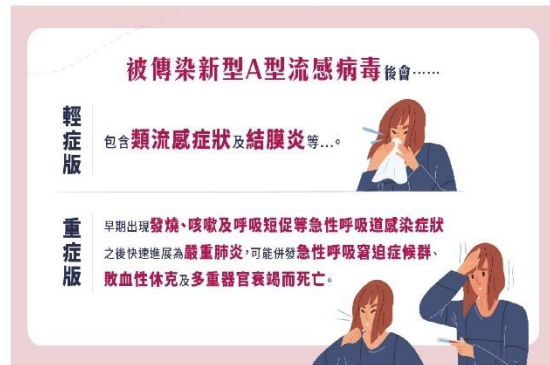 被傳染新型A型流感病毒後會……
輕症版
包含類流感症狀及結膜炎等…。
重症版
早期出現發燒、咳嗽及呼吸短促等急性呼吸道感染症狀
之後快速進展為嚴重肺炎，可能併發急性呼吸窘迫症候群、
敗血性休克及多重器官衰竭而死亡。